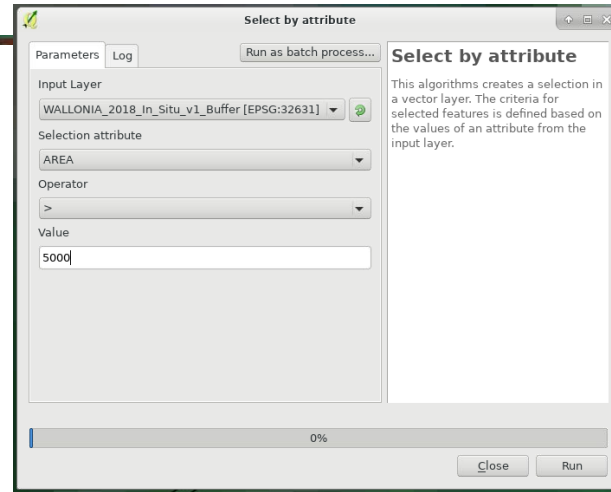 Select by attribute
Parameters
Log
Run as batch process...
Input Layer
WALLONIA_2018_In_Situ_v1_Buffer [EPSG:32631]
Selection attribute
AREA
Operator
>
Value
5000
Select by attribute
This algorithms creates a selection in
a vector layer. The criteria for
selected features is defined based on
the values of an attribute from the
input layer.
0%
Close
Run